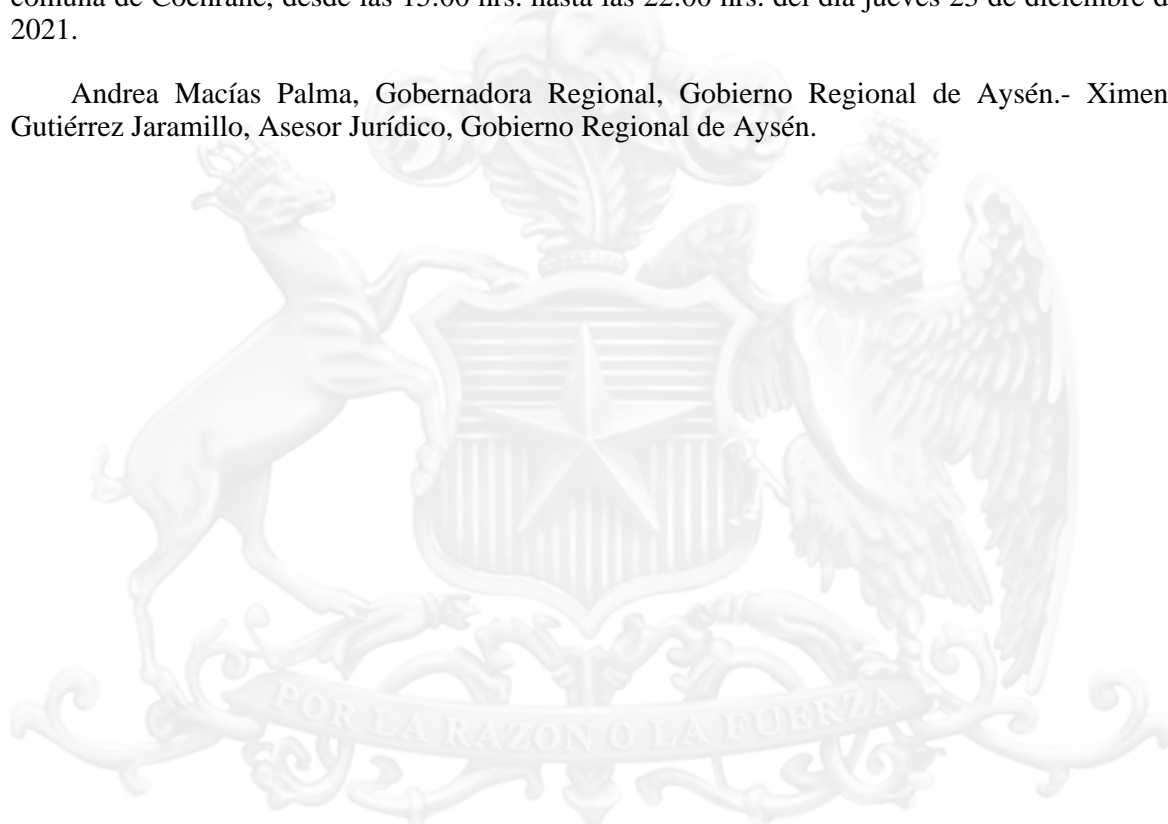 comuna de Cochrane, desde las 15:00 hrs. hasta las 22:00 hrs. del día jueves 23 de diciembre d
2021.
Andrea Macías Palma, Gobernadora Regional, Gobierno Regional de Aysén.- Ximen
Gutiérrez Jaramillo, Asesor Jurídico, Gobierno Regional de Aysén.
POR LA RAZON O LA FUERZA